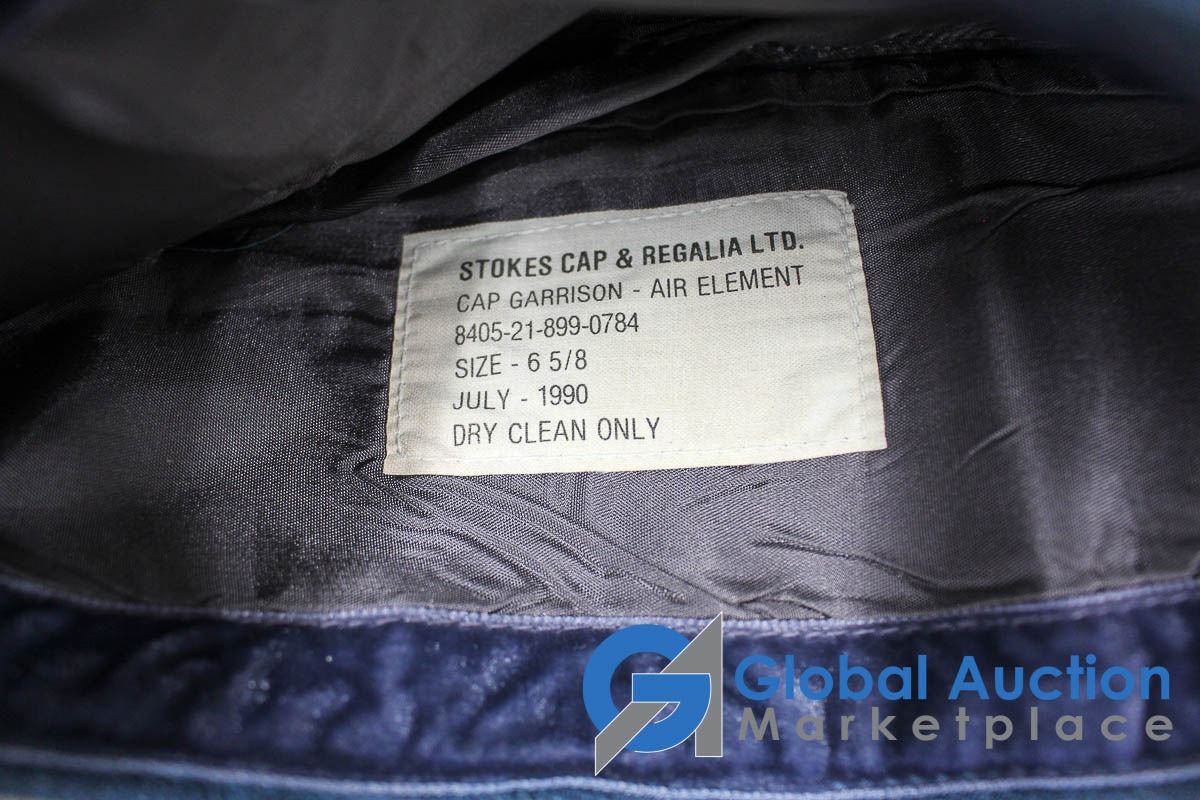 STOKES CAP & REGALIA LTD.
CAP GARRISON - AIR ELEMENT
8405-21-899-0784
SIZE - 6 5/8
JULY - 1990
DRY CLEAN ONLY
Global Auction
Marketplace